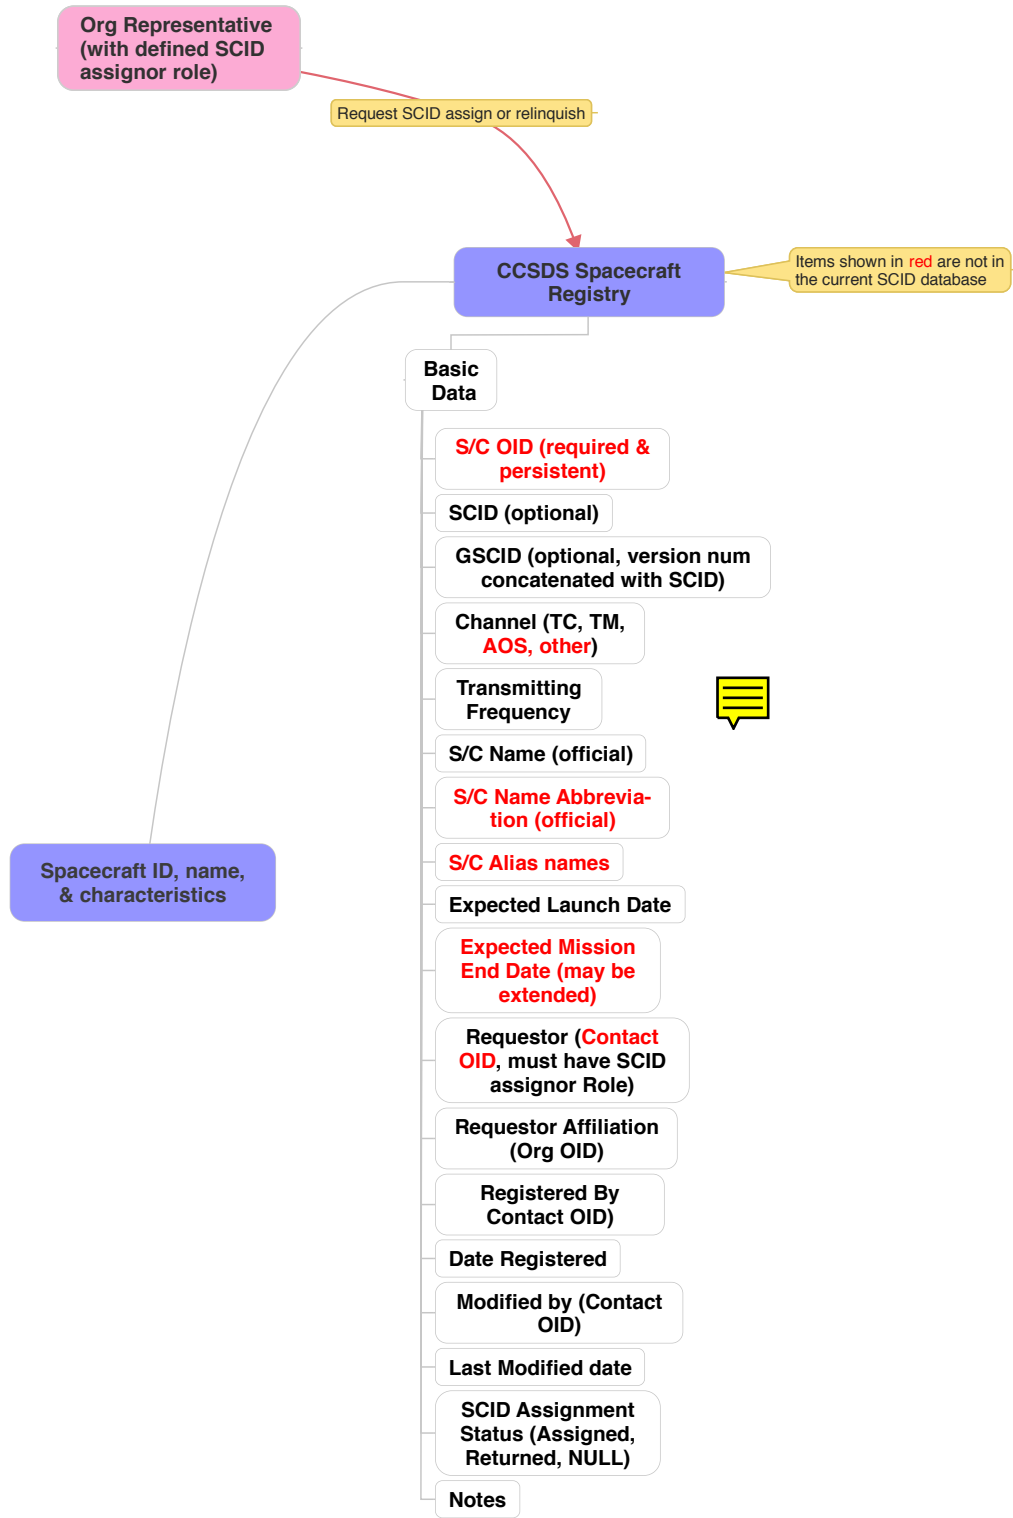 Org Representative
(with defined SCID
assignor role)
Request SCID assign or relinquish
CCSDS Spacecraft
Registry
Items shown in red are not in
the current SCID database
Basic
Data
S/C OID (required &
persistent)
SCID (optional)
GSCID (optional, version num
concatenated with SCID)
Channel (TC, TM,
AOS, other)
Transmitting
Frequency
S/C Name (official)
S/C Name Abbrevia-
tion (official)
S/C Alias names
Spacecraft ID, name,
& characteristics
Expected Launch Date
Expected Mission
End Date (may be
extended)
Requestor (Contact
OID, must have SCID
assignor Role)
Requestor Affiliation
(Org OID)
Registered By
Contact OID)
Date Registered
Modified by (Contact
OID)
Last Modified date
SCID Assignment
Status (Assigned,
Returned, NULL)
Notes